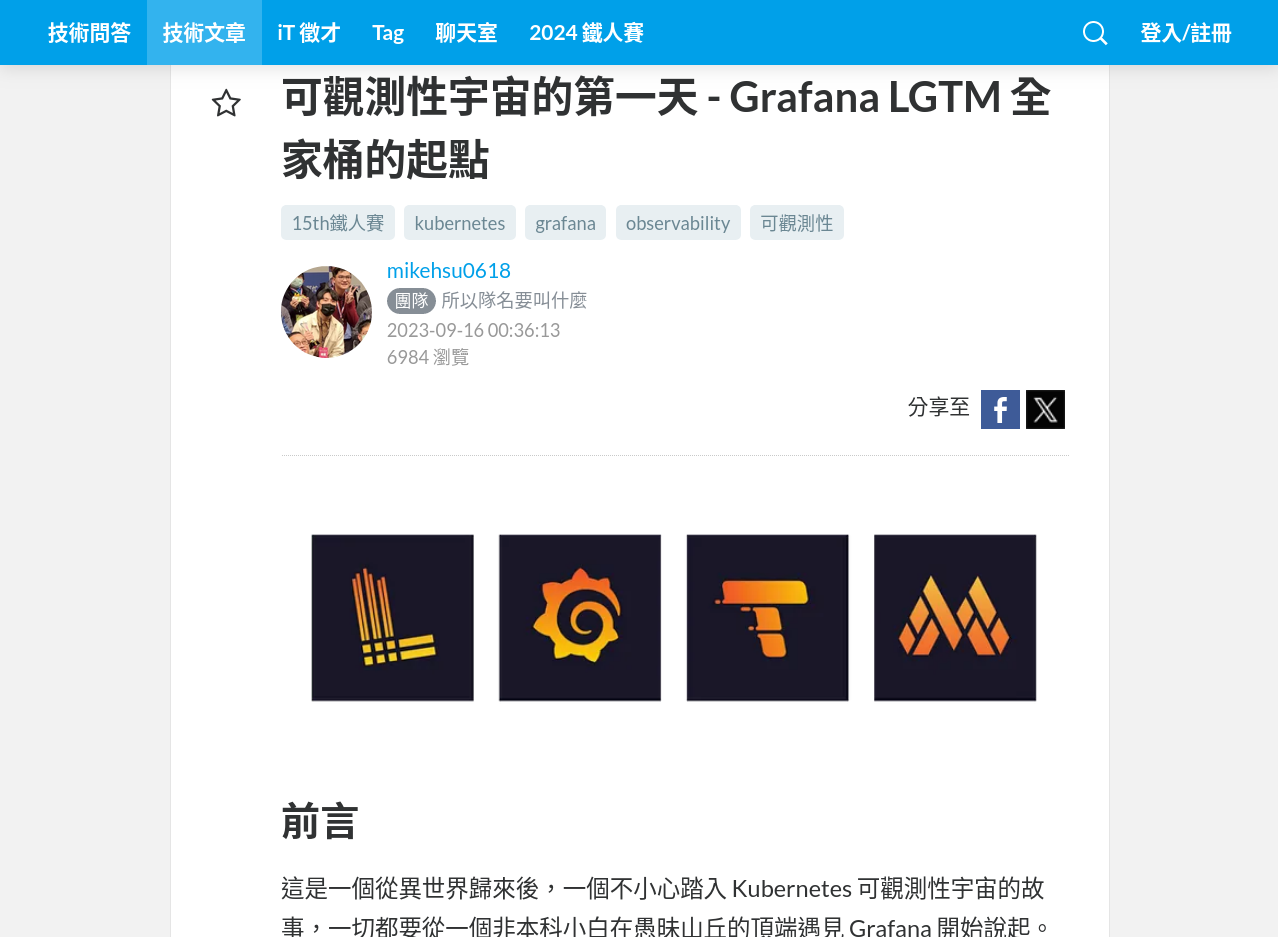 技術問答 技術文章 iT 徵才 Tag 聊天室 2024 鐵人賽 登入/註冊
可觀測性宇宙的第一天 - Grafana LGTM 全
家桶的起點
15th鐵人賽 kubernetes grafana observability 可觀測性
mikehsu0618
團隊 所以隊名要叫什麼
2023-09-16 00:36:13
6984 瀏覽
分享至
前言
這是一個從異世界歸來後，一個不小心踏入 Kubernetes 可觀測性宇宙的故
事，一切都要從一個非本科小白在愚昧山丘的頂端遇見 Grafana 開始說起。